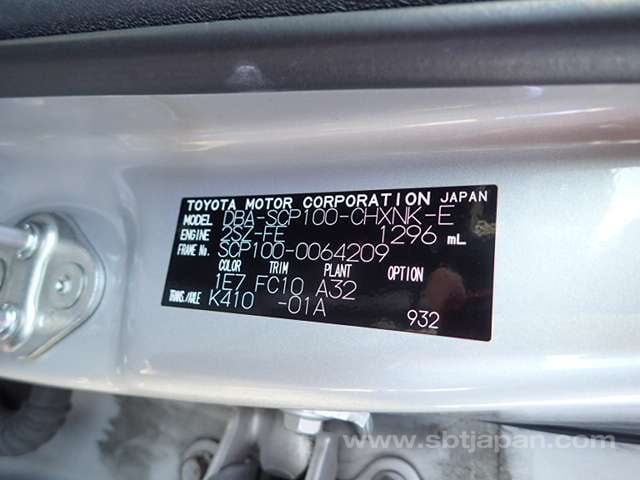 TOYOTA MOTOR CORPORATION JAPAN
MODEL DBA-SCP100-CHXNK-E
ENGINE 2SZ-FE 1296 mL
FRAME No. SCP100-0064209
COLOR TRIM PLANT OPTION
1E7 FC10 A32
TRANS./AXLE K410 -01A
932
www.sbtjapan.com